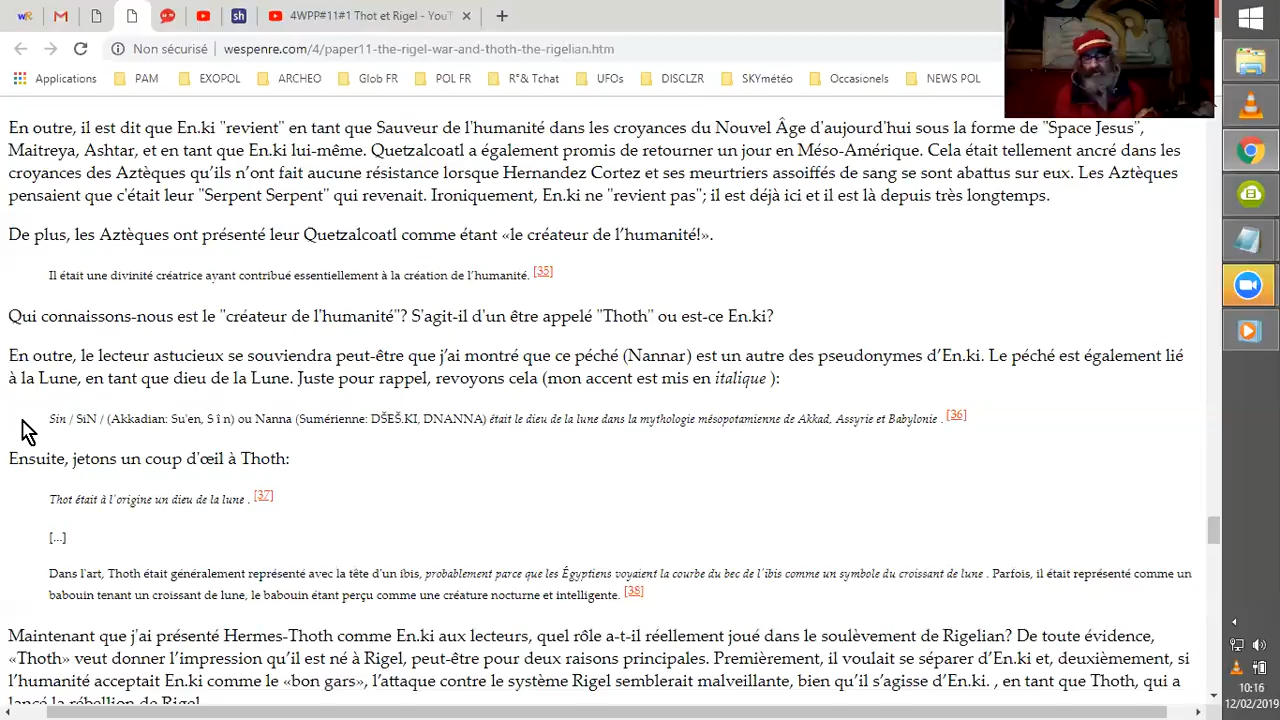 4WPP#11#1 Thot et Rigel - YouT
Non sécurisé wespenre.com/4/paper11-the-rigel-war-and-thoth-the-rigelian.htm
Applications PAM EXOPOL ARCHEO Glob FR POL FR R°& Tchat UFOs DISCLZR SKYmétéo Occasionels NEWS POL
En outre, il est dit que En.ki "revient" en tant que Sauveur de l'humanité dans les croyances du Nouvel Âge d'aujourd'hui sous la forme de "Space Jesus",
Maitreya, Ashtar, et en tant que En.ki lui-même. Quetzalcoatl a également promis de retourner un jour en Méso-Amérique. Cela était tellement ancré dans les
croyances des Aztèques qu’ils n’ont fait aucune résistance lorsque Hernandez Cortez et ses meurtriers assoiffés de sang se sont abattus sur eux. Les Aztèques
pensaient que c'était leur "Serpent Serpent" qui revenait. Ironiquement, En.ki ne "revient pas"; il est déjà ici et il est là depuis très longtemps.
De plus, les Aztèques ont présenté leur Quetzalcoatl comme étant «le créateur de l’humanité!».
Il était une divinité créatrice ayant contribué essentiellement à la création de l’humanité. [35]
Qui connaissons-nous est le "créateur de l'humanité"? S'agit-il d'un être appelé "Thoth" ou est-ce En.ki?
En outre, le lecteur astucieux se souviendra peut-être que j’ai montré que ce péché (Nannar) est un autre des pseudonymes d’En.ki. Le péché est également lié
à la Lune, en tant que dieu de la Lune. Juste pour rappel, revoyons cela (mon accent est mis en italique ):
Sin / SîN / (Akkadian: Su'en, S î n) ou Nanna (Sumérienne: DŠEŠ.KI, DNANNA) était le dieu de la lune dans la mythologie mésopotamienne de Akkad, Assyrie et Babylonie . [36]
Ensuite, jetons un coup d'œil à Thoth:
Thot était à l'origine un dieu de la lune . [37]
[...]
Dans l'art, Thoth était généralement représenté avec la tête d'un ibis, probablement parce que les Égyptiens voyaient la courbe du bec de l'ibis comme un symbole du croissant de lune . Parfois, il était représenté comme un
babouin tenant un croissant de lune, le babouin étant perçu comme une créature nocturne et intelligente. [38]
Maintenant que j'ai présenté Hermes-Thoth comme En.ki aux lecteurs, quel rôle a-t-il réellement joué dans le soulèvement de Rigelian? De toute évidence,
«Thoth» veut donner l’impression qu’il est né à Rigel, peut-être pour deux raisons principales. Premièrement, il voulait se séparer d’En.ki et, deuxièmement, si
l’humanité acceptait En.ki comme le «bon gars», l’attaque contre le système Rigel semblerait malveillante, bien qu’il s’agisse d’En.ki. , en tant que Thoth, qui a
lancé la rébellion de Rigel.
10:16
12/02/2019